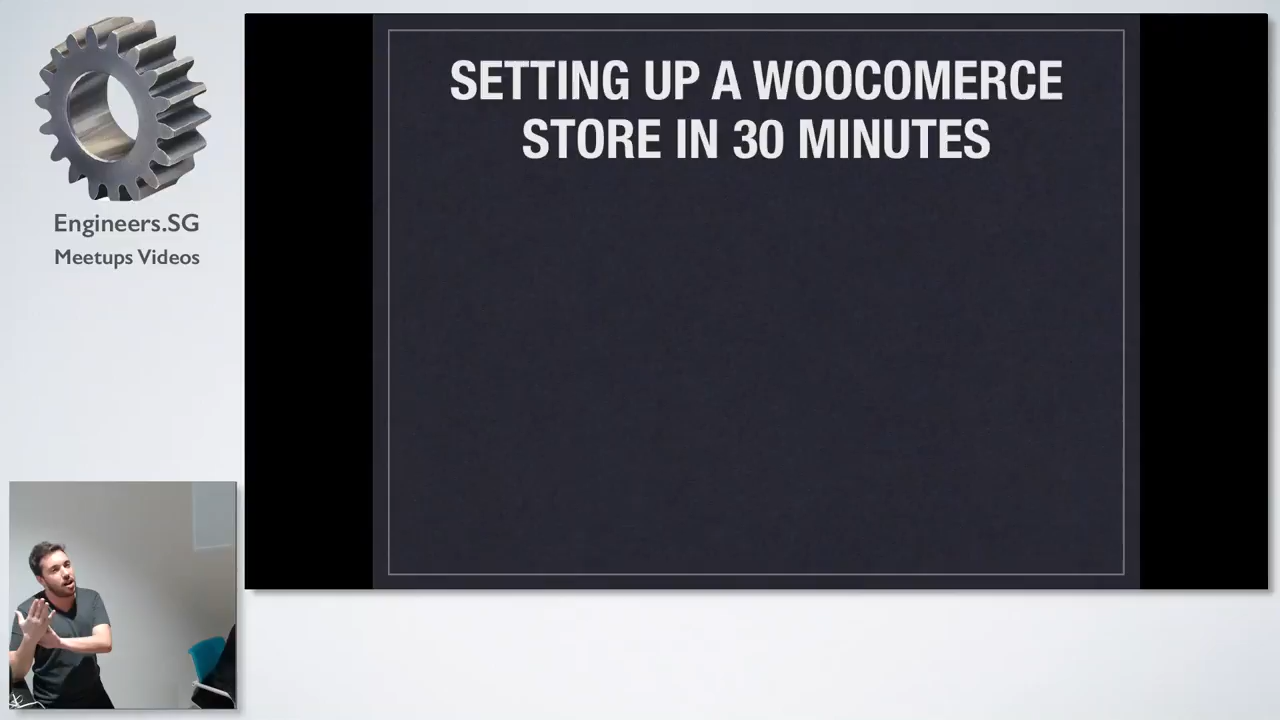 SETTING UP A WOOCOMERCE
STORE IN 30 MINUTES
Engineers.SG
Meetups Videos